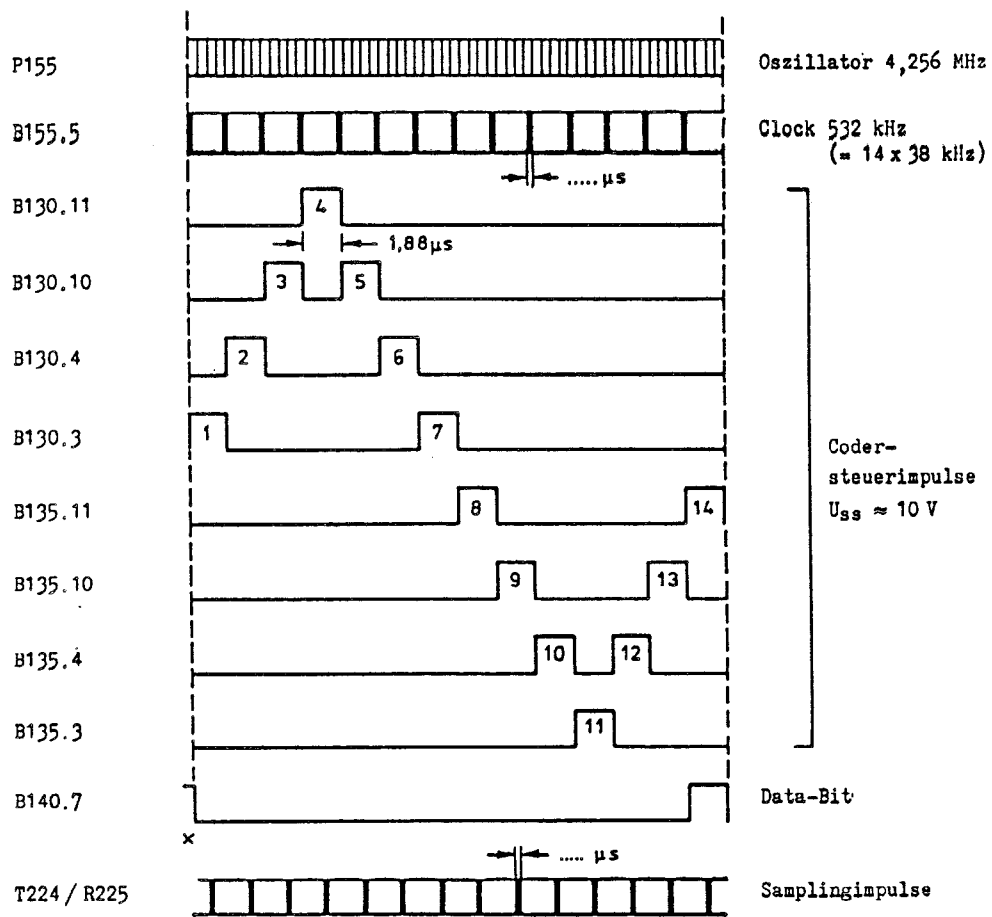 P155
Oszillator 4,256 MHz
B155.5
Clock 532 kHz
(= 14 x 38 kHz)
..... µs
B130.11
4
1,88µs
B130.10
3
5
B130.4
2
6
B130.3
1
7
Coder-
steuerimpulse
Uss ≈ 10 V
B135.11
8
14
B135.10
9
13
B135.4
10
12
B135.3
11
B140.7
Data-Bit
x
..... µs
T224 / R225
Samplingimpulse